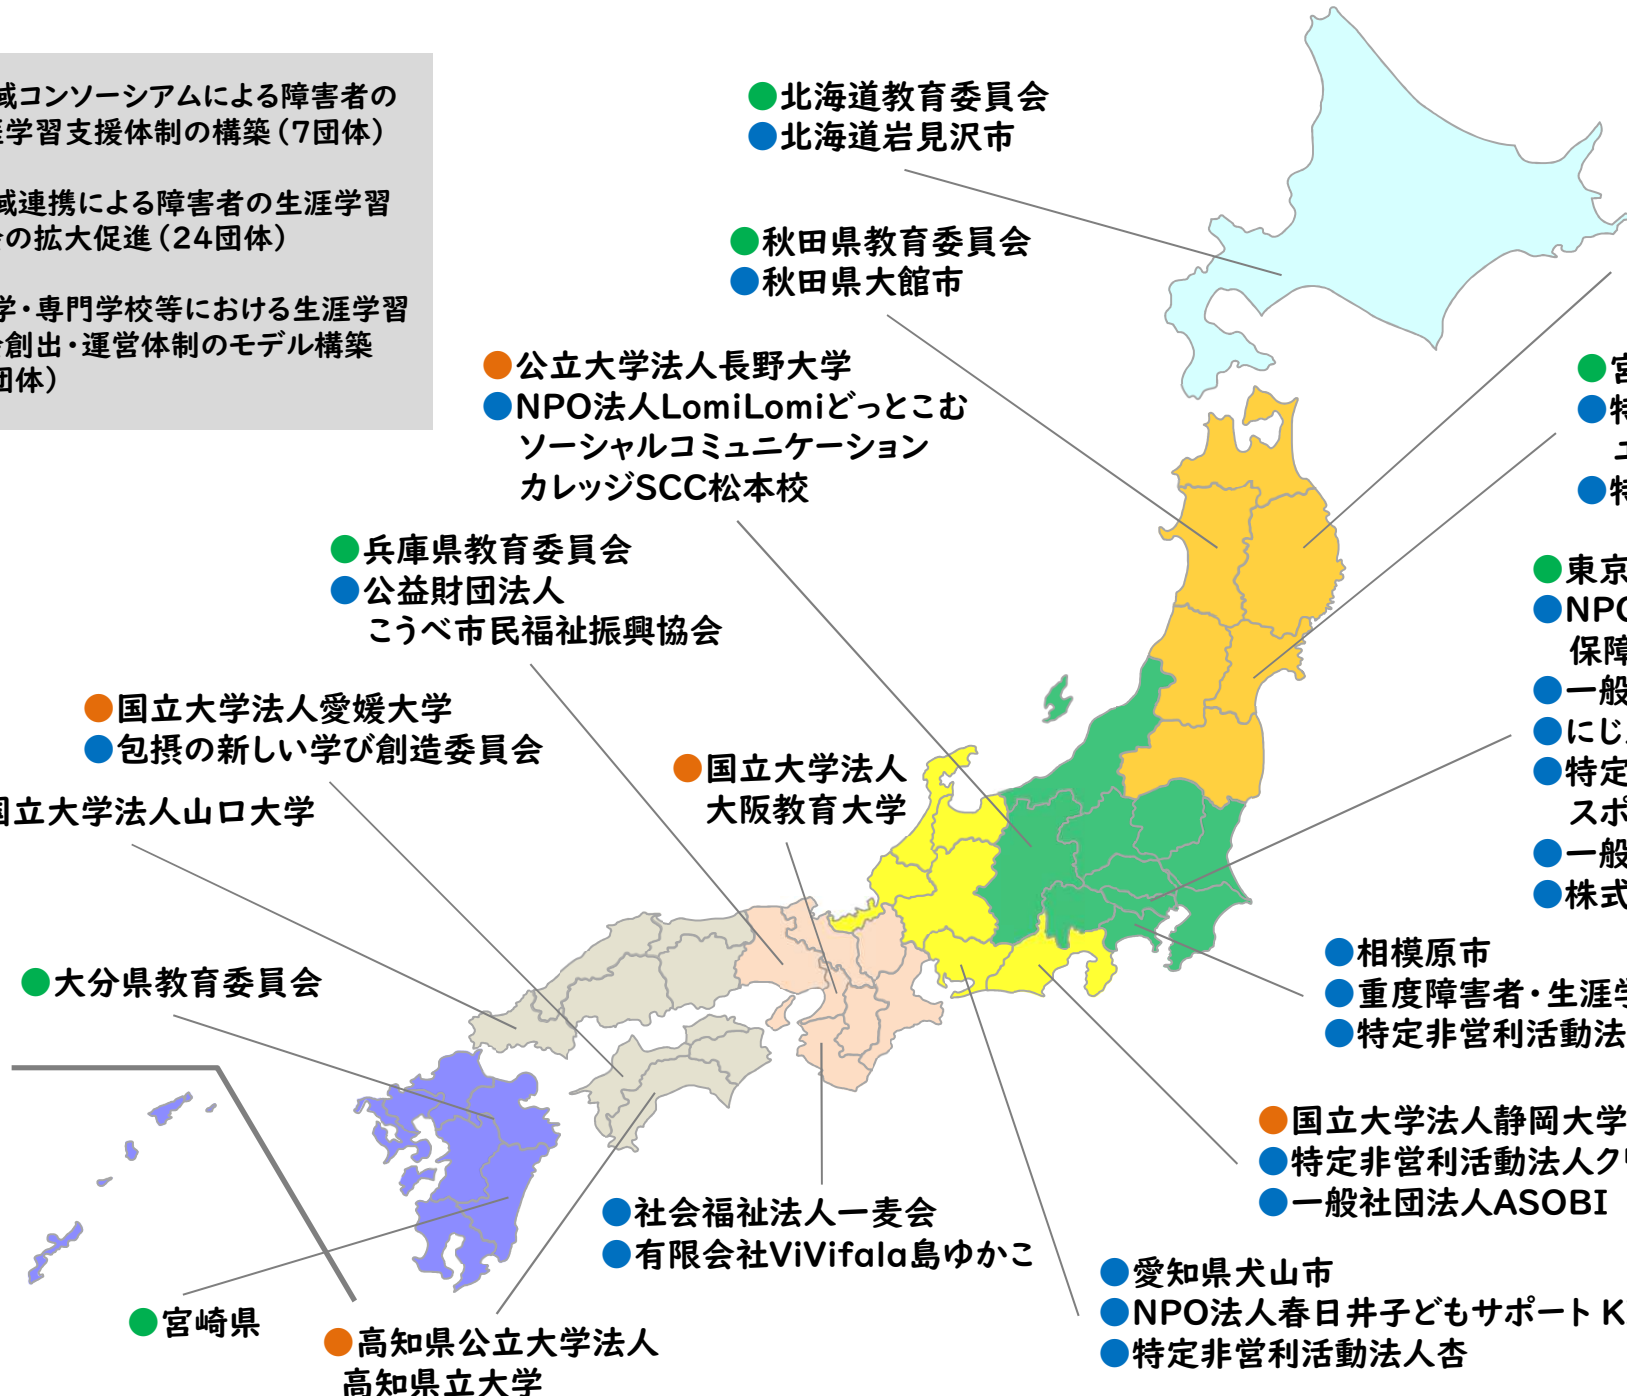 域コンソーシアムによる障害者の
学習支援体制の構築（7団体）
域連携による障害者の生涯学習
の拡大促進（24団体）
学・専門学校等における生涯学習
創出・運営体制のモデル構築
団体）
●北海道教育委員会
●北海道岩見沢市
●秋田県教育委員会
●秋田県大館市
●公立大学法人長野大学
●NPO法人LomiLomiどっとこむ
ソーシャルコミュニケーション
カレッジSCC松本校
●兵庫県教育委員会
●公益財団法人
こうべ市民福祉振興協会
●国立大学法人愛媛大学
●包摂の新しい学び創造委員会
国立大学法人山口大学
●国立大学法人
大阪教育大学
●大分県教育委員会
●宮崎県
●高知県公立大学法人
高知県立大学
●社会福祉法人一麦会
●有限会社ViVifala島ゆかこ
●宮
●特
●特
●東京
●NPO
保障
●一般
●にじ
●特定
スポ
●一般
●株式
●相模原市
●重度障害者・生涯学
●特定非営利活動法
●国立大学法人静岡大学
●特定非営利活動法人ク
●一般社団法人ASOBI
●愛知県犬山市
●NPO法人春日井子どもサポート K
●特定非営利活動法人杏